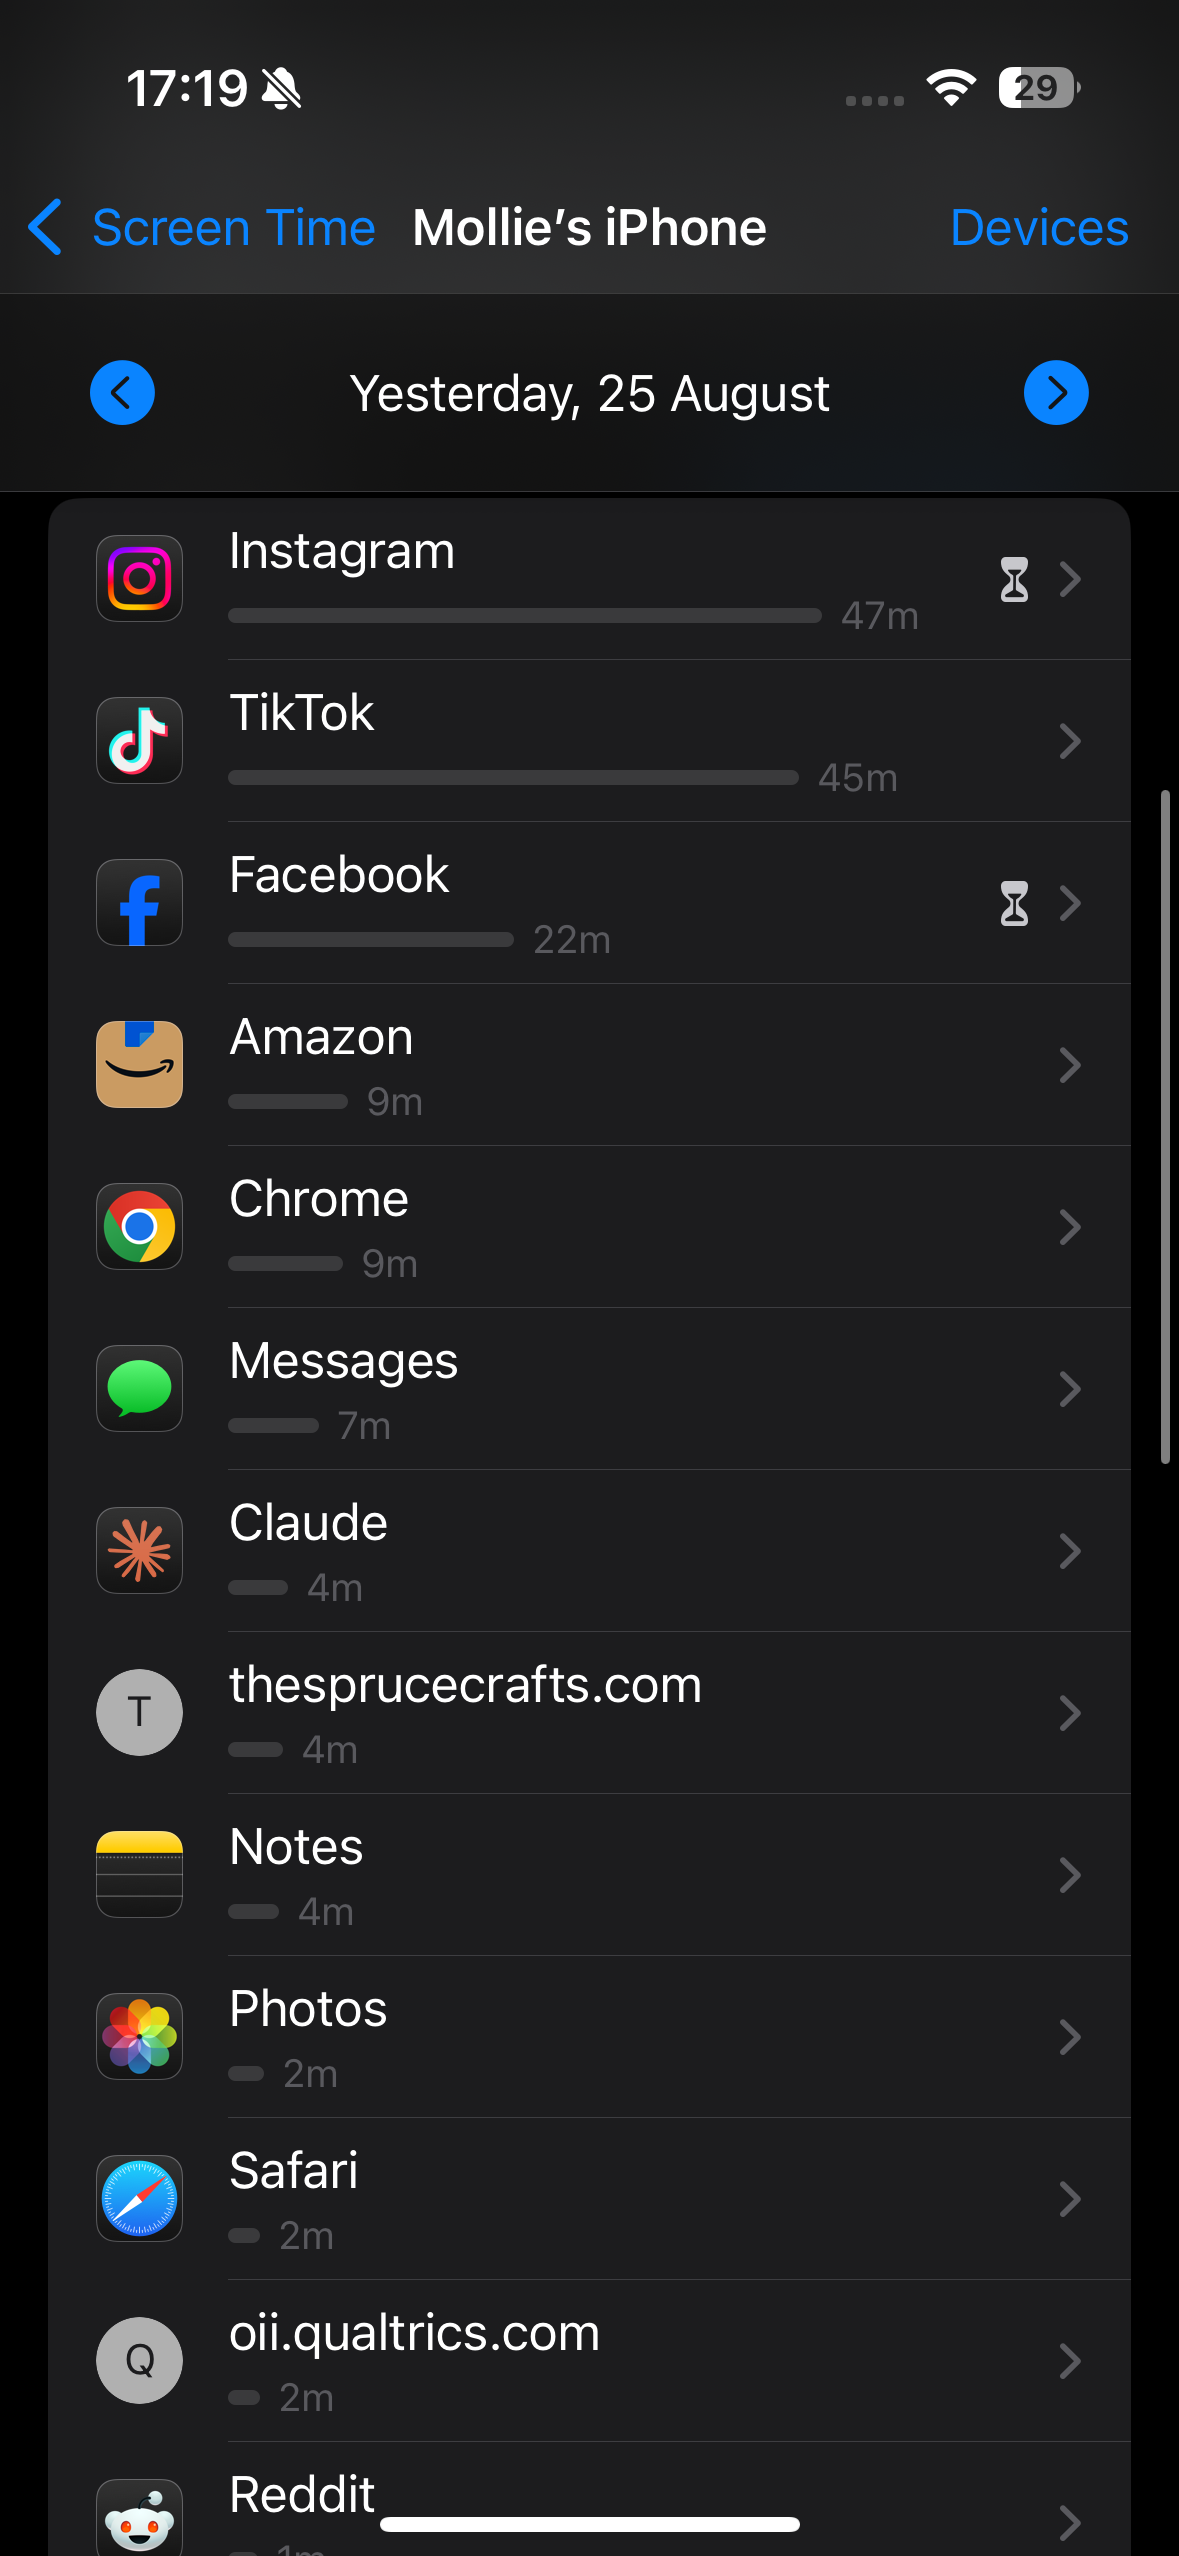 17:19
29
Screen Time Mollie's iPhone Devices
Yesterday, 25 August
Instagram
47m
TikTok
45m
Facebook
22m
Amazon
9m
Chrome
9m
Messages
7m
Claude
4m
T
thesprucecrafts.com
4m
Notes
4m
Photos
2m
Safari
2m
Q
oii.qualtrics.com
2m
Reddit
1m